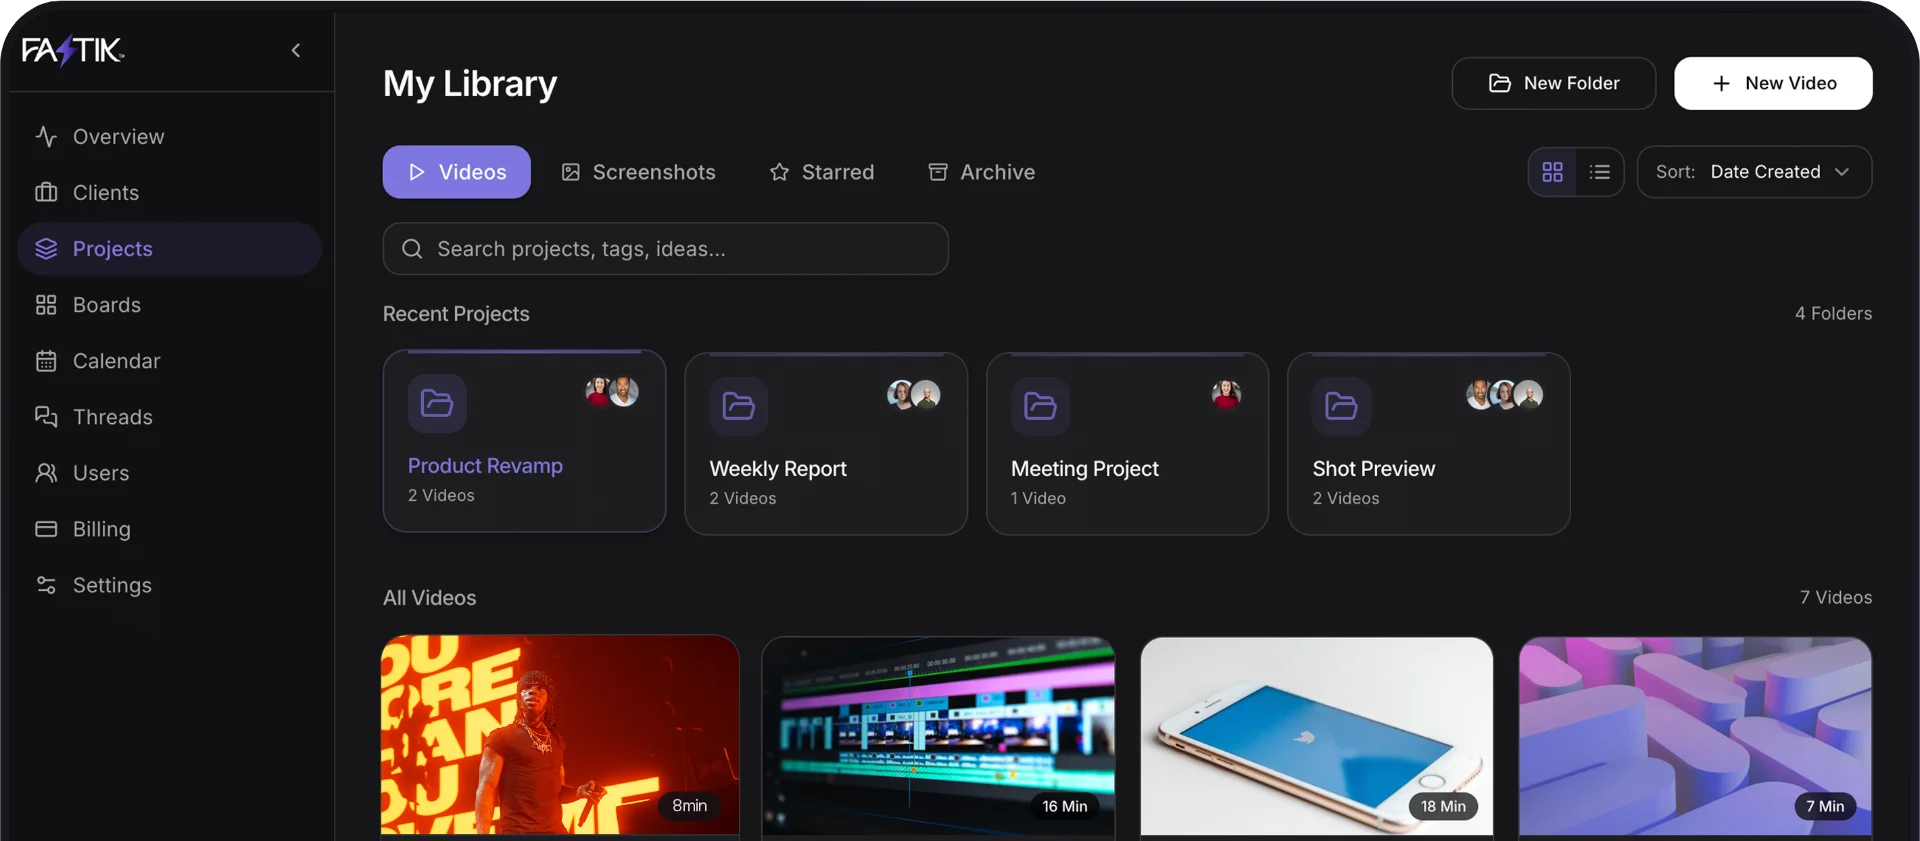 FASTIK
My Library
New Folder
New Video
Overview
Clients
Projects
Boards
Calendar
Threads
Users
Billing
Settings
Videos
Screenshots
Starred
Archive
Sort: Date Created
Search projects, tags, ideas...
Recent Projects
4 Folders
Product Revamp
2 Videos
Weekly Report
2 Videos
Meeting Project
1 Video
Shot Preview
2 Videos
All Videos
7 Videos
8min
16 Min
18 Min
7 Min